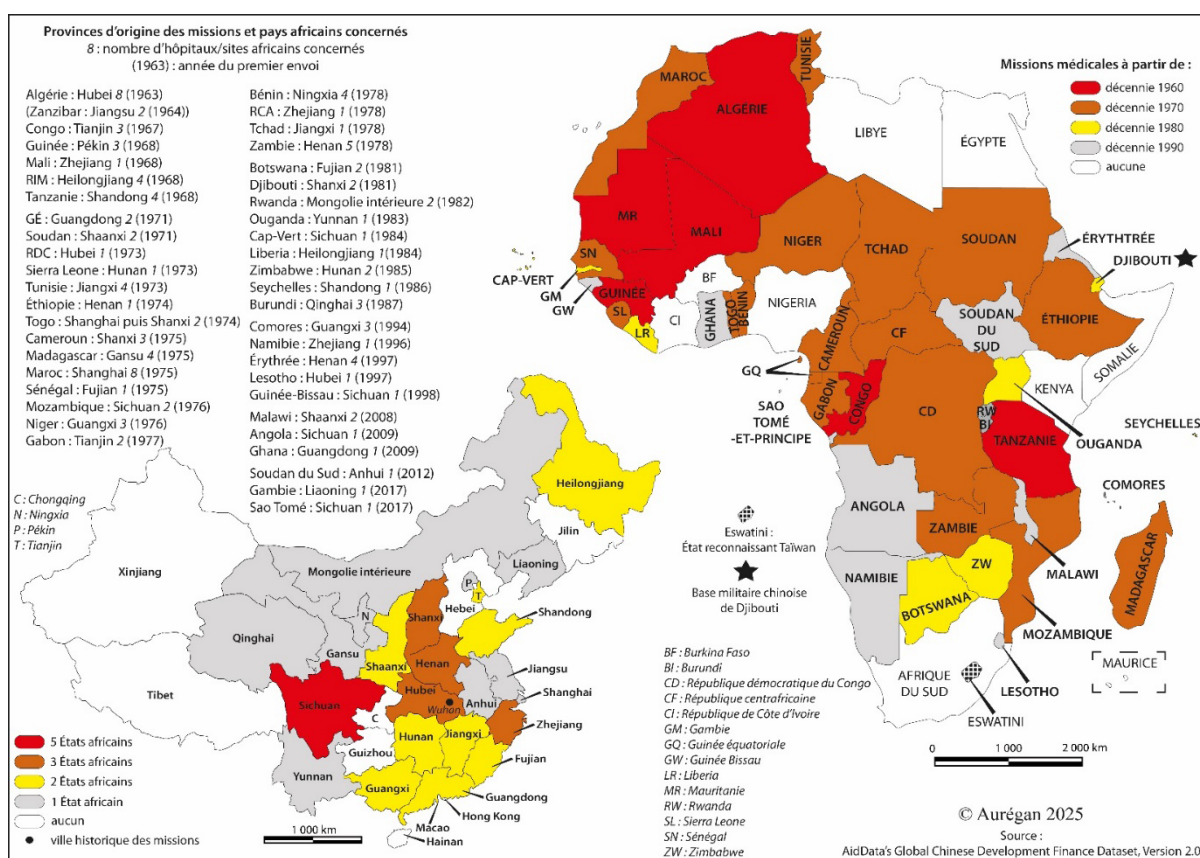 Provinces d'origine des missions et pays africains concernés
8 : nombre d'hôpitaux/sites africains concernés
(1963) : année du premier envoi
Algérie : Hubei 8 (1963)
(Zanzibar : Jiangsu 2 (1964))
Congo : Tianjin 3 (1967)
Guinée : Pékin 3 (1968)
Mali : Zhejiang 1 (1968)
RIM : Heilongjiang 4 (1968)
Tanzanie : Shandong 4 (1968)
GÉ : Guangdong 2 (1971)
Soudan : Shaanxi 2 (1971)
RDC : Hubei 1 (1973)
Sierra Leone : Hunan 1 (1973)
Tunisie : Jiangxi 4 (1973)
Éthiopie : Henan 1 (1974)
Togo : Shanghai puis Shanxi 2 (1974)
Cameroun : Shanxi 3 (1975)
Madagascar : Gansu 4 (1975)
Maroc : Shanghai 8 (1975)
Sénégal : Fujian 1 (1975)
Mozambique : Sichuan 2 (1976)
Niger : Guangxi 3 (1976)
Gabon : Tianjin 2 (1977)
Bénin : Ningxia 4 (1978)
RCA : Zhejiang 1 (1978)
Tchad : Jiangxi 1 (1978)
Zambie : Henan 5 (1978)
Botswana : Fujian 2 (1981)
Djibouti : Shanxi 2 (1981)
Rwanda : Mongolie intérieure 2 (1982)
Ouganda : Yunnan 1 (1983)
Cap-Vert : Sichuan 1 (1984)
Liberia : Heilongjiang 1(1984)
Zimbabwe : Hunan 2 (1985)
Seychelles : Shandong 1 (1986)
Burundi : Qinghai 3 (1987)
Comores : Guangxi 3 (1994)
Namibie : Zhejiang 1 (1996)
Érythrée : Henan 4 (1997)
Lesotho : Hubei 1 (1997)
Guinée-Bissau : Sichuan 1 (1998)
Malawi : Shaanxi 2 (2008)
Angola : Sichuan 1 (2009)
Ghana : Guangdong 1 (2009)
Soudan du Sud : Anhui 1 (2012)
Gambie : Liaoning 1 (2017)
Sao Tomé : Sichuan 1 (2017)
C : Chongqing
N : Ningxia
P : Pékin
T : Tianjin
Heilongjiang
Jilin
Liaoning
Xinjiang
Mongolie intérieure
P
T
Hebei
Shandong
Shanxi
N
Qinghai
Gansu
Shaanxi
Henan
Jiangsu
Tibet
Hubei
Wuhan
Anhui
Shanghai
Sichuan
C
Zhejiang
Hunan
Jiangxi
Guizhou
Fujian
Yunnan
Guangxi
Guangdong
Hong Kong
Macao
Hainan
5 États africains
3 États africains
2 États africains
1 État africain
aucun
ville historique des missions
1 000 km
Missions médicales à partir de :
décennie 1960
décennie 1970
décennie 1980
décennie 1990
aucune
TUNISIE
MAROC
ALGÉRIE
LIBYE
ÉGYPTE
MR
MALI
NIGER
TCHAD
SOUDAN
ÉRYTHTRÉE
DJIBOUTI
CAP-VERT
SN
GM
GW
GUINÉE
BF
SL
LR
CI
GHANA
TOGO
BÉNIN
NIGERIA
CAMEROUN
CF
SOUDAN
DU
SUD
ÉTHIOPIE
SOMALIE
GQ
GABON
CONGO
CD
KENYA
RW
BI
OUGANDA
SEYCHELLES
SAO
TOMÉ
-ET-PRINCIPE
TANZANIE
COMORES
ANGOLA
ZAMBIE
MALAWI
MADAGASCAR
NAMIBIE
ZW
BOTSWANA
MOZAMBIQUE
AFRIQUE
DU SUD
LESOTHO
ESWATINI
MAURICE
Eswatini :
État reconnaissant Taïwan
Base militaire chinoise
de Djibouti
BF : Burkina Faso
BI : Burundi
CD : République démocratique du Congo
CF : République centrafricaine
CI : République de Côte d'Ivoire
GM : Gambie
GQ : Guinée équatoriale
GW : Guinée Bissau
LR : Liberia
MR : Mauritanie
RW : Rwanda
SL : Sierra Leone
SN : Sénégal
ZW : Zimbabwe
0 1 000 2 000 km
© Aurégan 2025
Source :
AidData's Global Chinese Development Finance Dataset, Version 2.0